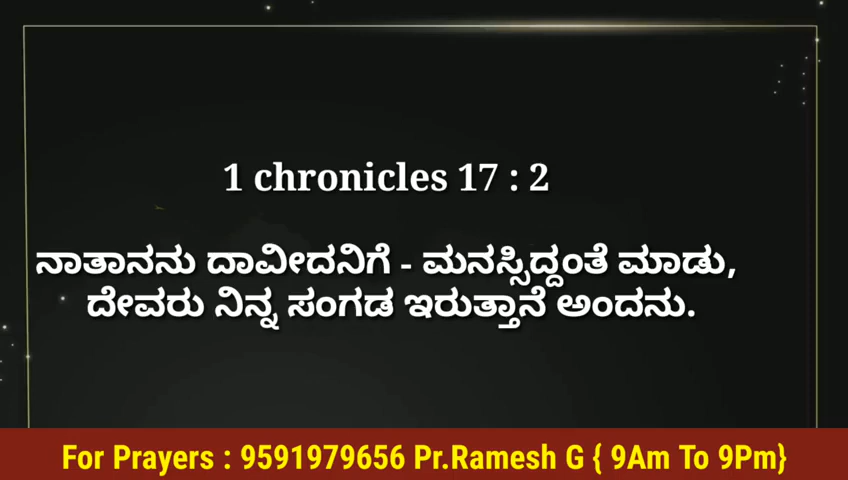 1 chronicles 17 : 2
ನಾತಾನನು ದಾವೀದನಿಗೆ - ಮನಸ್ಸಿದ್ದಂತೆ ಮಾಡು,
ದೇವರು ನಿನ್ನ ಸಂಗಡ ಇರುತ್ತಾನೆ ಅಂದನು.
For Prayers : 9591979656 Pr.Ramesh G { 9Am To 9Pm}